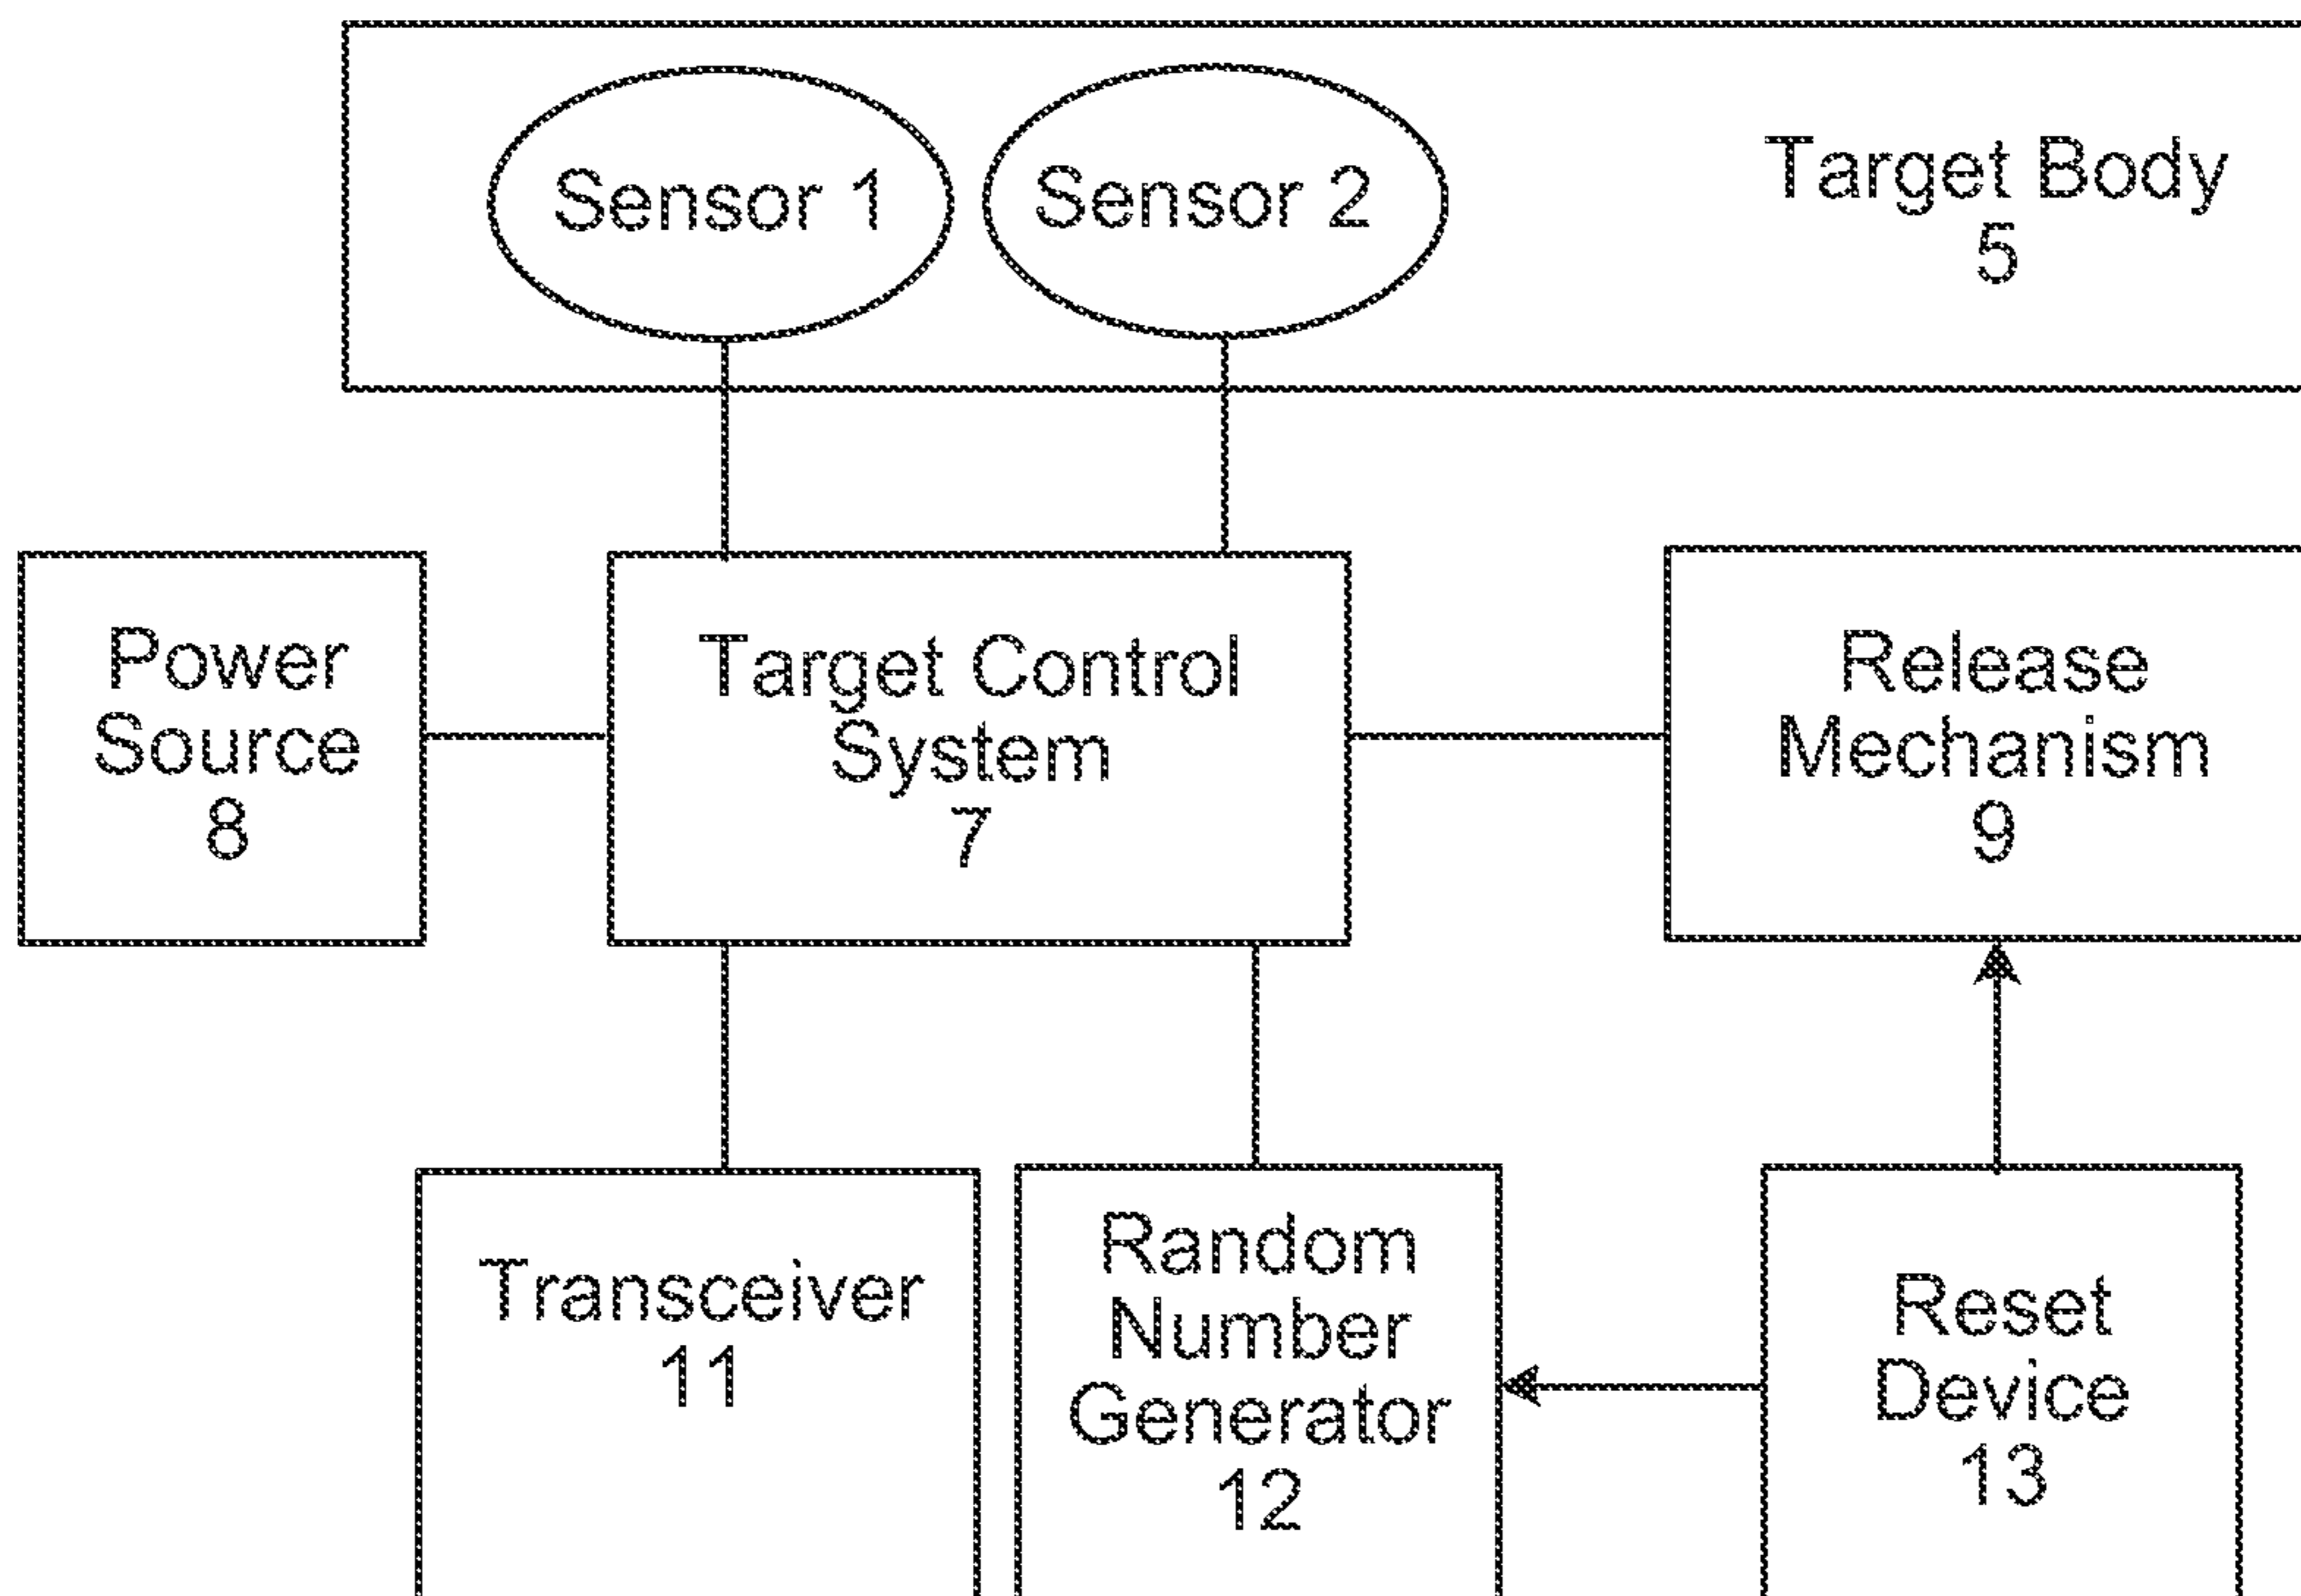 Sensor 1
Sensor 2
Target Body
5
Power
Source
8
Target Control
System
7
Release
Mechanism
9
Transceiver
11
Random
Number
Generator
12
Reset
Device
13